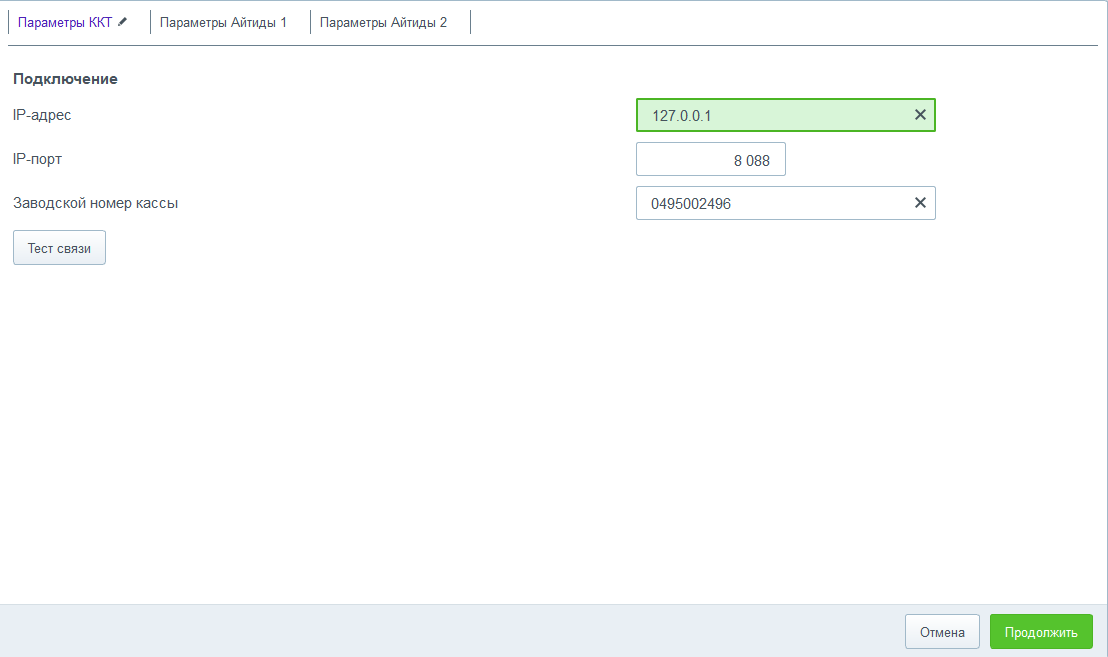 Параметры ККТ Параметры Айтиды 1 Параметры Айтиды 2
Подключение
IP-адрес 127.0.0.1
IP-порт 8 088
Заводской номер кассы 0495002496
Тест связи
Отмена Продолжить